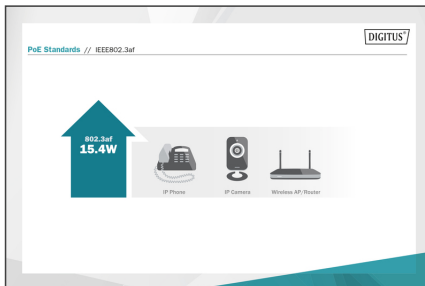 DIGITUS®
PoE Standards // IEEE802.3af
802.3af
15.4W
IP Phone
IP Camera
Wireless AP/Router